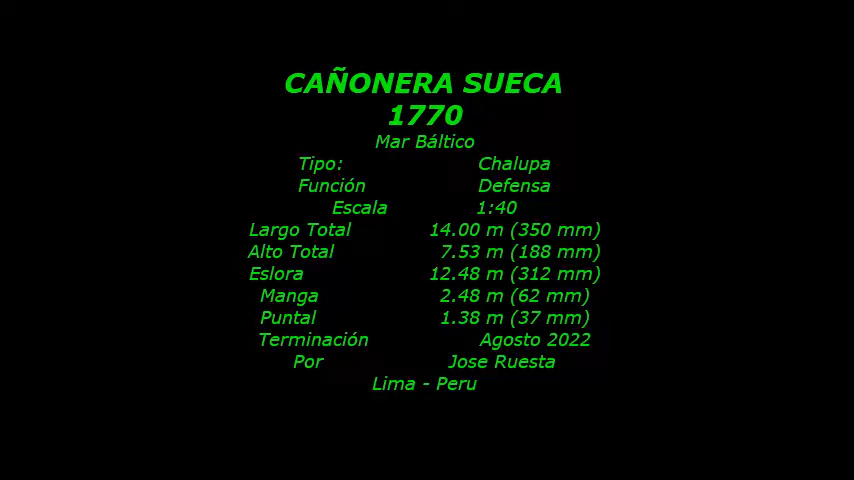 CAÑONERA SUECA
1770
Mar Báltico
Tipo: Chalupa
Función Defensa
Escala 1:40
Largo Total 14.00 m (350 mm)
Alto Total 7.53 m (188 mm)
Eslora 12.48 m (312 mm)
Manga 2.48 m (62 mm)
Puntal 1.38 m (37 mm)
Terminación Agosto 2022
Por Jose Ruesta
Lima - Peru